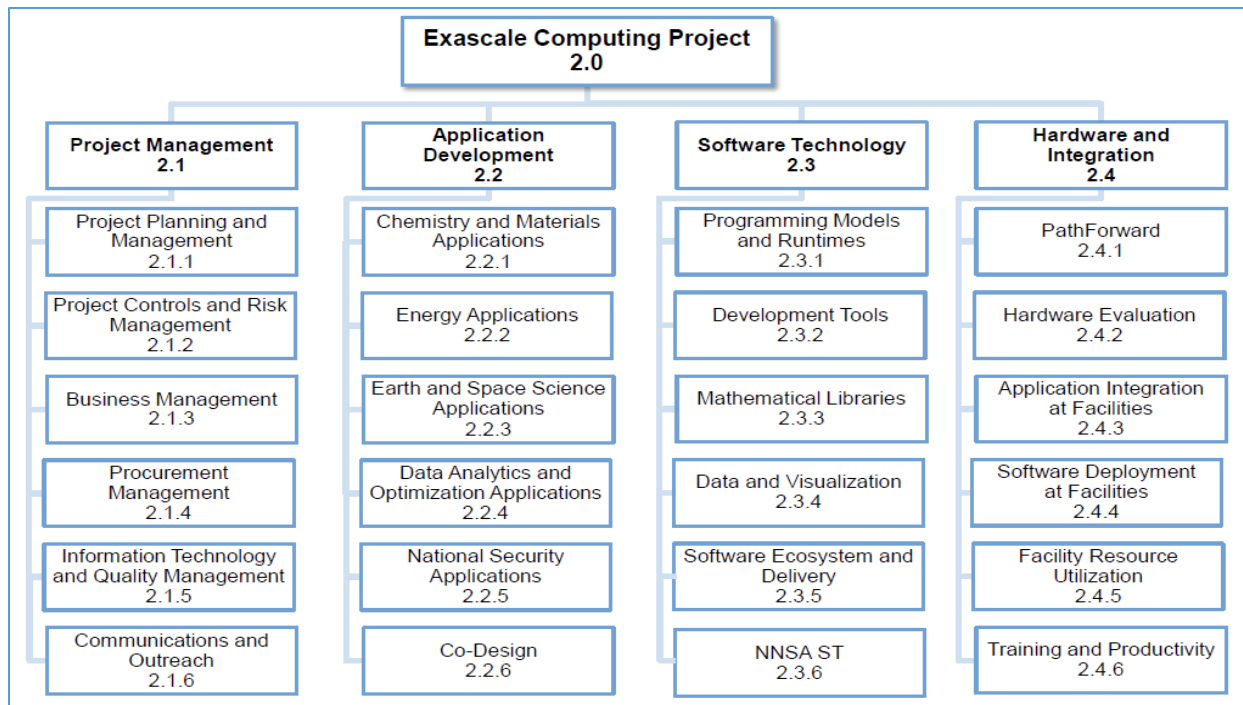 Exascale Computing Project
2.0
Project Management
2.1
Project Planning and
Management
2.1.1
Project Controls and Risk
Management
2.1.2
Business Management
2.1.3
Procurement
Management
2.1.4
Information Technology
and Quality Management
2.1.5
Communications and
Outreach
2.1.6
Application
Development
2.2
Chemistry and Materials
Applications
2.2.1
Energy Applications
2.2.2
Earth and Space Science
Applications
2.2.3
Data Analytics and
Optimization Applications
2.2.4
National Security
Applications
2.2.5
Co-Design
2.2.6
Software Technology
2.3
Programming Models
and Runtimes
2.3.1
Development Tools
2.3.2
Mathematical Libraries
2.3.3
Data and Visualization
2.3.4
Software Ecosystem and
Delivery
2.3.5
NNSA ST
2.3.6
Hardware and
Integration
2.4
PathForward
2.4.1
Hardware Evaluation
2.4.2
Application Integration
at Facilities
2.4.3
Software Deployment
at Facilities
2.4.4
Facility Resource
Utilization
2.4.5
Training and Productivity
2.4.6